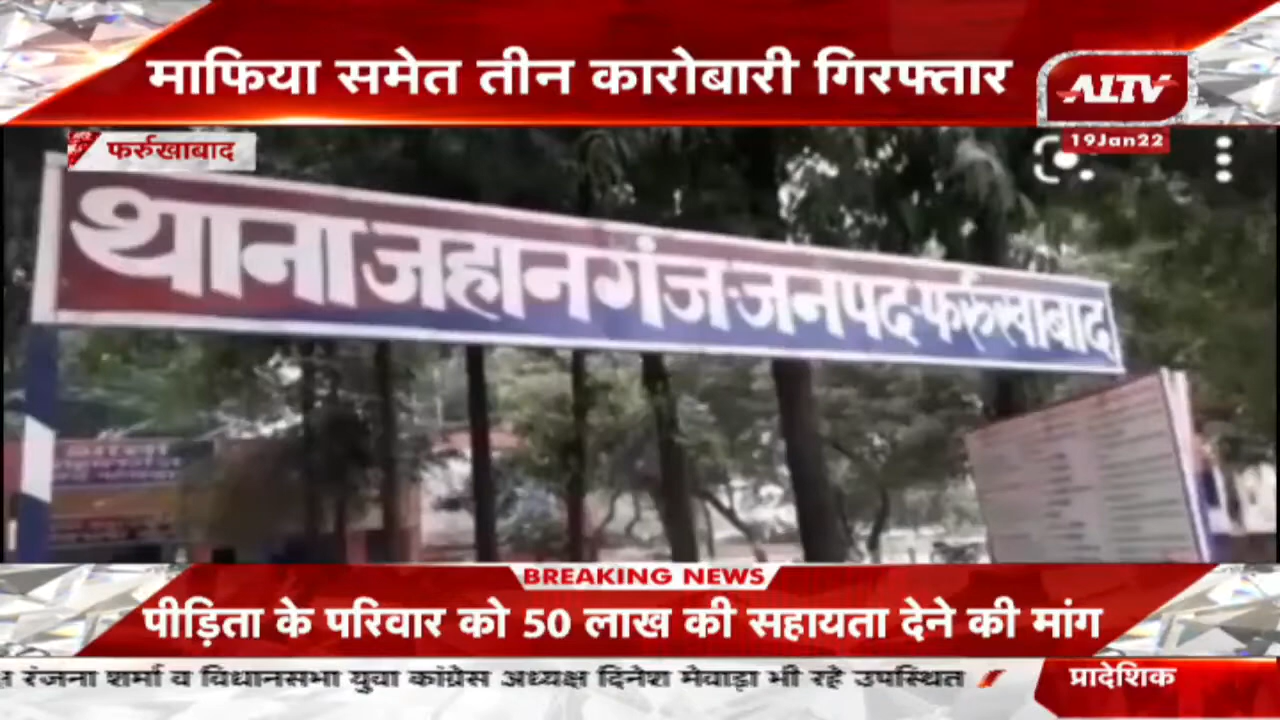 माफिया समेत तीन कारोबारी गिरफ्तार
ALTV
19Jan22
फर्रुखाबाद
थाना जहानगंज-जनपद-फर्रुखाबाद
BREAKING NEWS
पीड़िता के परिवार को 50 लाख की सहायता देने की मांग
रंजना शर्मा व विधानसभा युवा कांग्रेस अध्यक्ष दिनेश मेवाड़ा भी रहे उपस्थित
प्रादेशिक